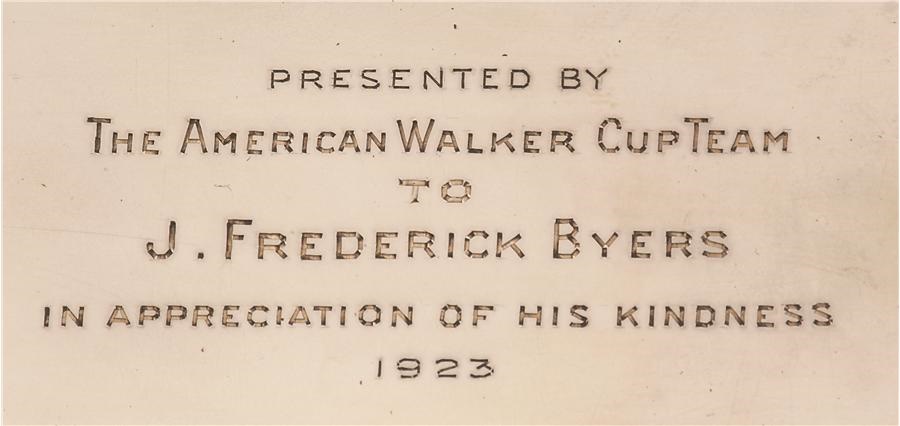 PRESENTED BY
THE AMERICAN WALKER CUP TEAM
TO
J. FREDERICK BYERS
IN APPRECIATION OF HIS KINDNESS
1923